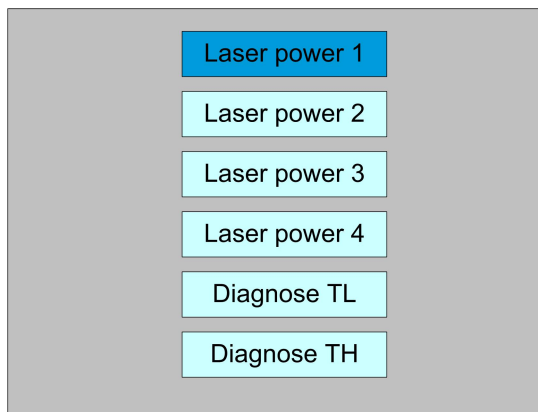 Laser power 1
Laser power 2
Laser power 3
Laser power 4
Diagnose TL
Diagnose TH